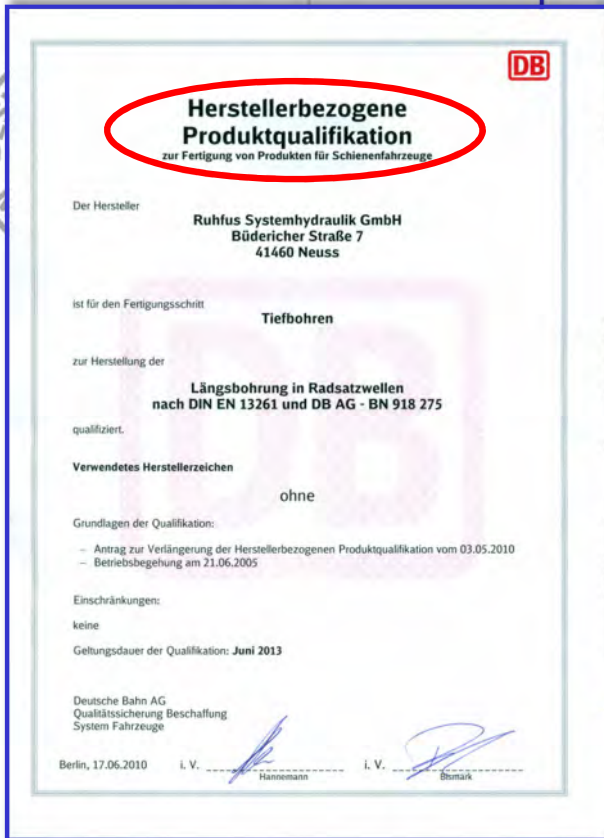 DB
Herstellerbezogene
Produktqualifikation
zur Fertigung von Produkten für Schienenfahrzeuge
Der Hersteller
Ruhfus Systemhydraulik GmbH
Büdericher Straße 7
41460 Neuss
ist für den Fertigungsschritt
Tiefbohren
zur Herstellung der
Längsbohrung in Radsatzwellen
nach DIN EN 13261 und DB AG - BN 918 275
qualifiziert.
Verwendetes Herstellerzeichen
ohne
Grundlagen der Qualifikation:
– Antrag zur Verlängerung der Herstellerbezogenen Produktqualifikation vom 03.05.2010
– Betriebsbegehung am 21.06.2005
Einschränkungen:
keine
Geltungsdauer der Qualifikation: Juni 2013
Deutsche Bahn AG
Qualitätssicherung Beschaffung
System Fahrzeuge
Berlin, 17.06.2010 i. V. Hannemann i. V. Bismark